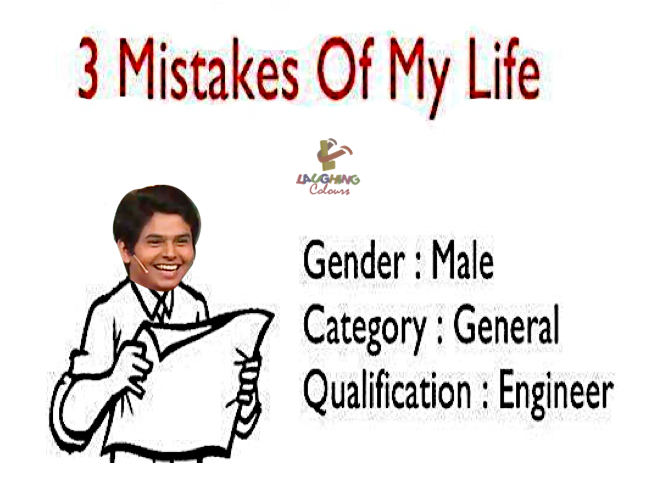 3 Mistakes Of My Life
LAUGHING
Colours
Gender : Male
Category : General
Qualification : Engineer